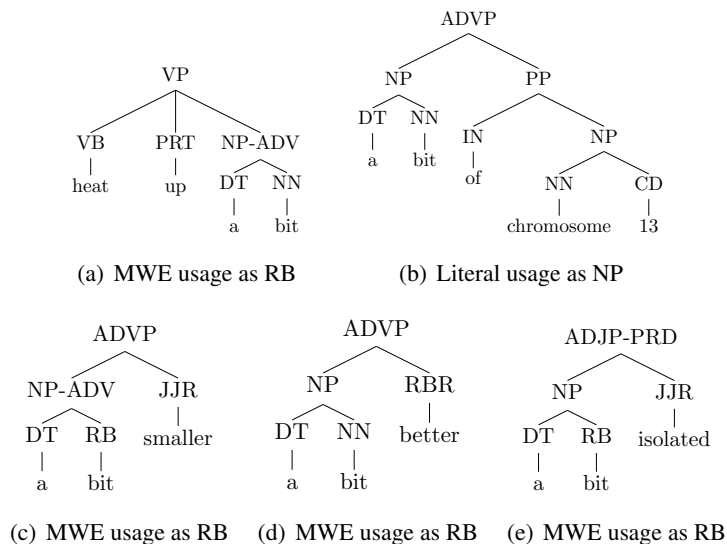 ADVP
VP
NP PP
VB PRT NP-ADV
DT NN IN NP
heat up DT NN
a bit of NN CD
a bit
chromosome 13
(a) MWE usage as RB (b) Literal usage as NP
ADVP ADVP ADJP-PRD
NP-ADV JJR NP RBR NP JJR
DT RB smaller DT NN better DT RB isolated
a bit a bit a bit
(c) MWE usage as RB (d) MWE usage as RB (e) MWE usage as RB